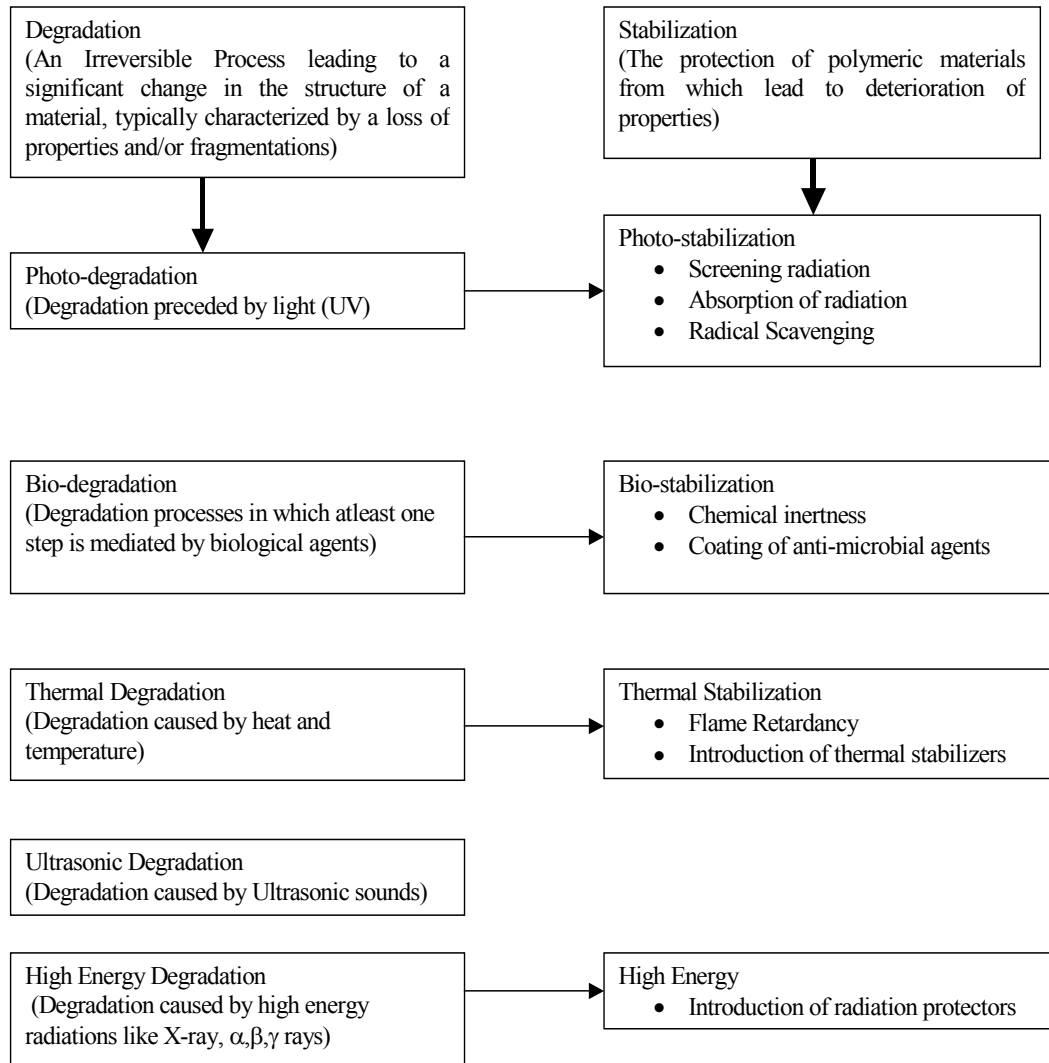 Degradation
(An Irreversible Process leading to a
significant change in the structure of a
material, typically characterized by a loss of
properties and/or fragmentations)
Stabilization
(The protection of polymeric materials
from which lead to deterioration of
properties)
Photo-degradation
(Degradation preceded by light (UV)
Photo-stabilization
• Screening radiation
• Absorption of radiation
• Radical Scavenging
Bio-degradation
(Degradation processes in which atleast one
step is mediated by biological agents)
Bio-stabilization
• Chemical inertness
• Coating of anti-microbial agents
Thermal Degradation
(Degradation caused by heat and
temperature)
Thermal Stabilization
• Flame Retardancy
• Introduction of thermal stabilizers
Ultrasonic Degradation
(Degradation caused by Ultrasonic sounds)
High Energy Degradation
(Degradation caused by high energy
radiations like X-ray, α,β,γ rays)
High Energy
• Introduction of radiation protectors